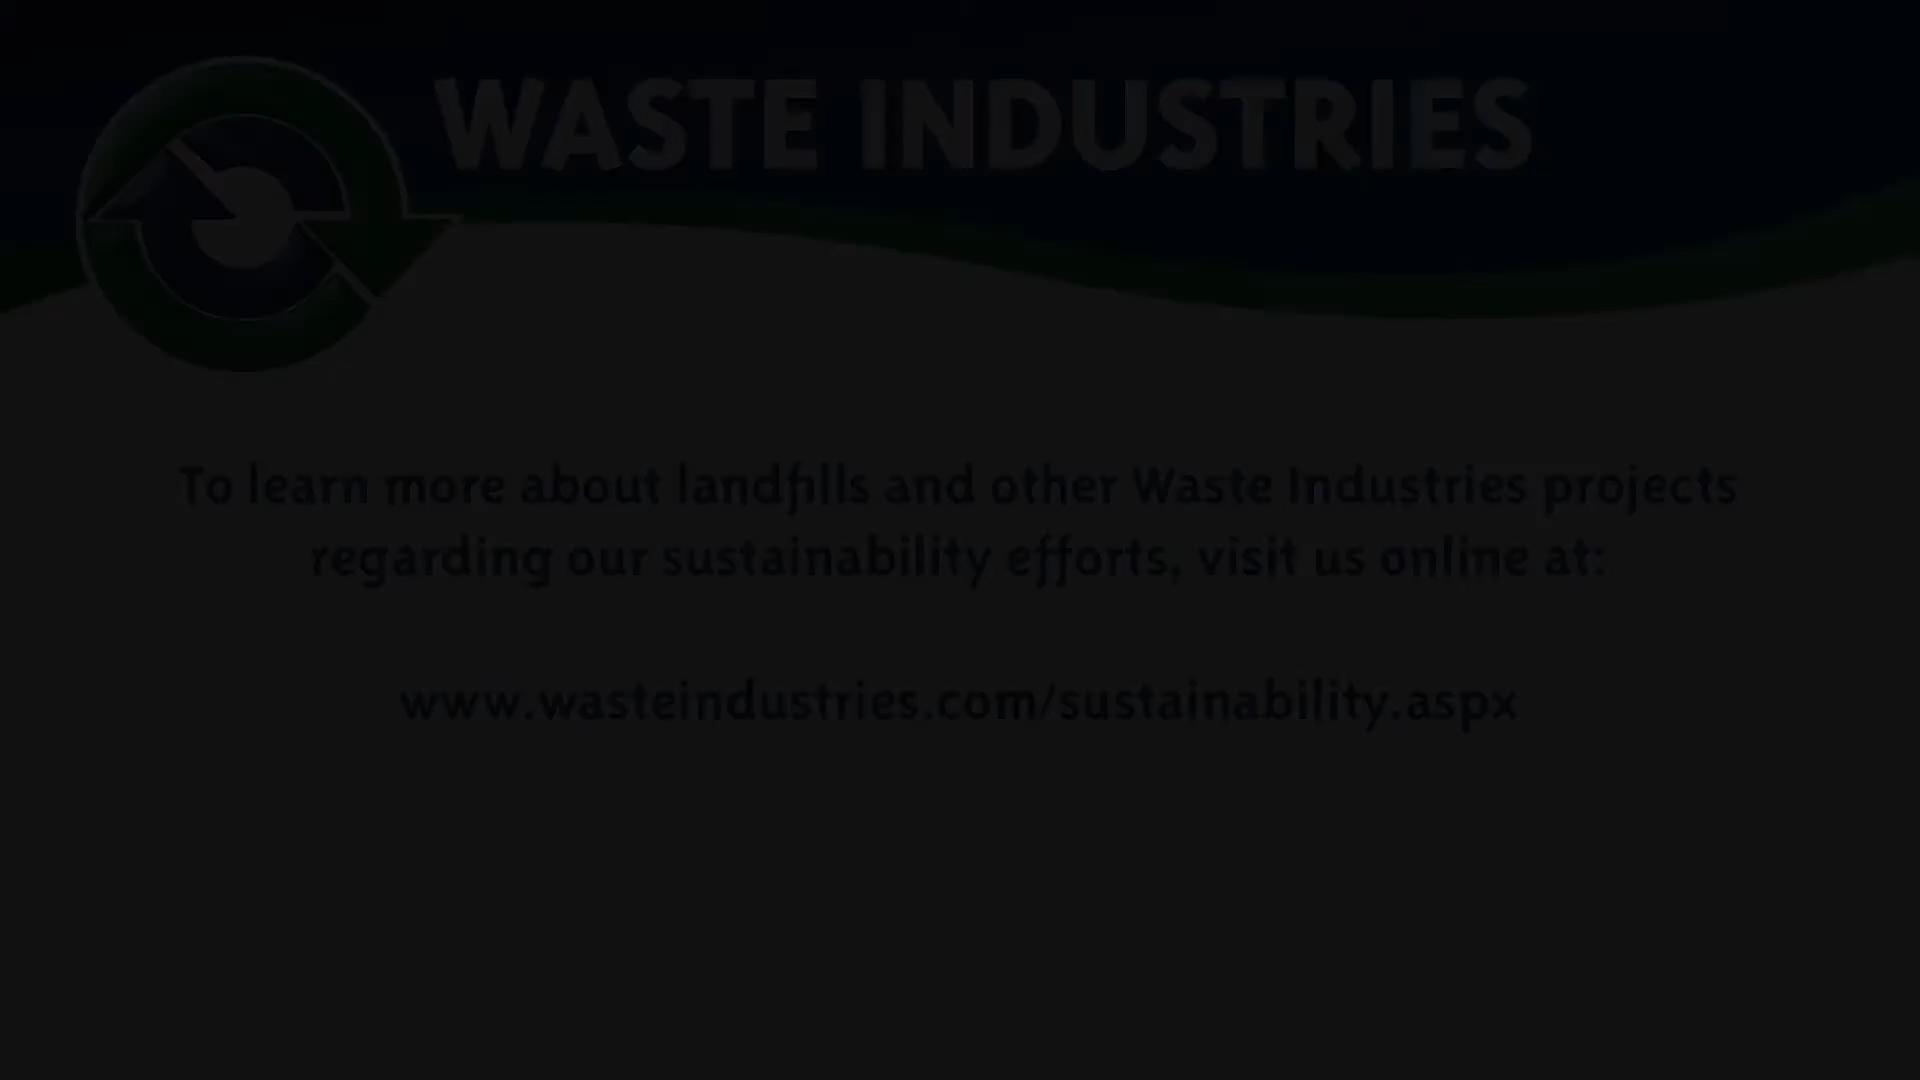 WASTE INDUSTRIES
To learn more about landfills and other Waste Industries projects
regarding our sustainability efforts, visit us online at:
www.wasteindustries.com/sustainability.aspx